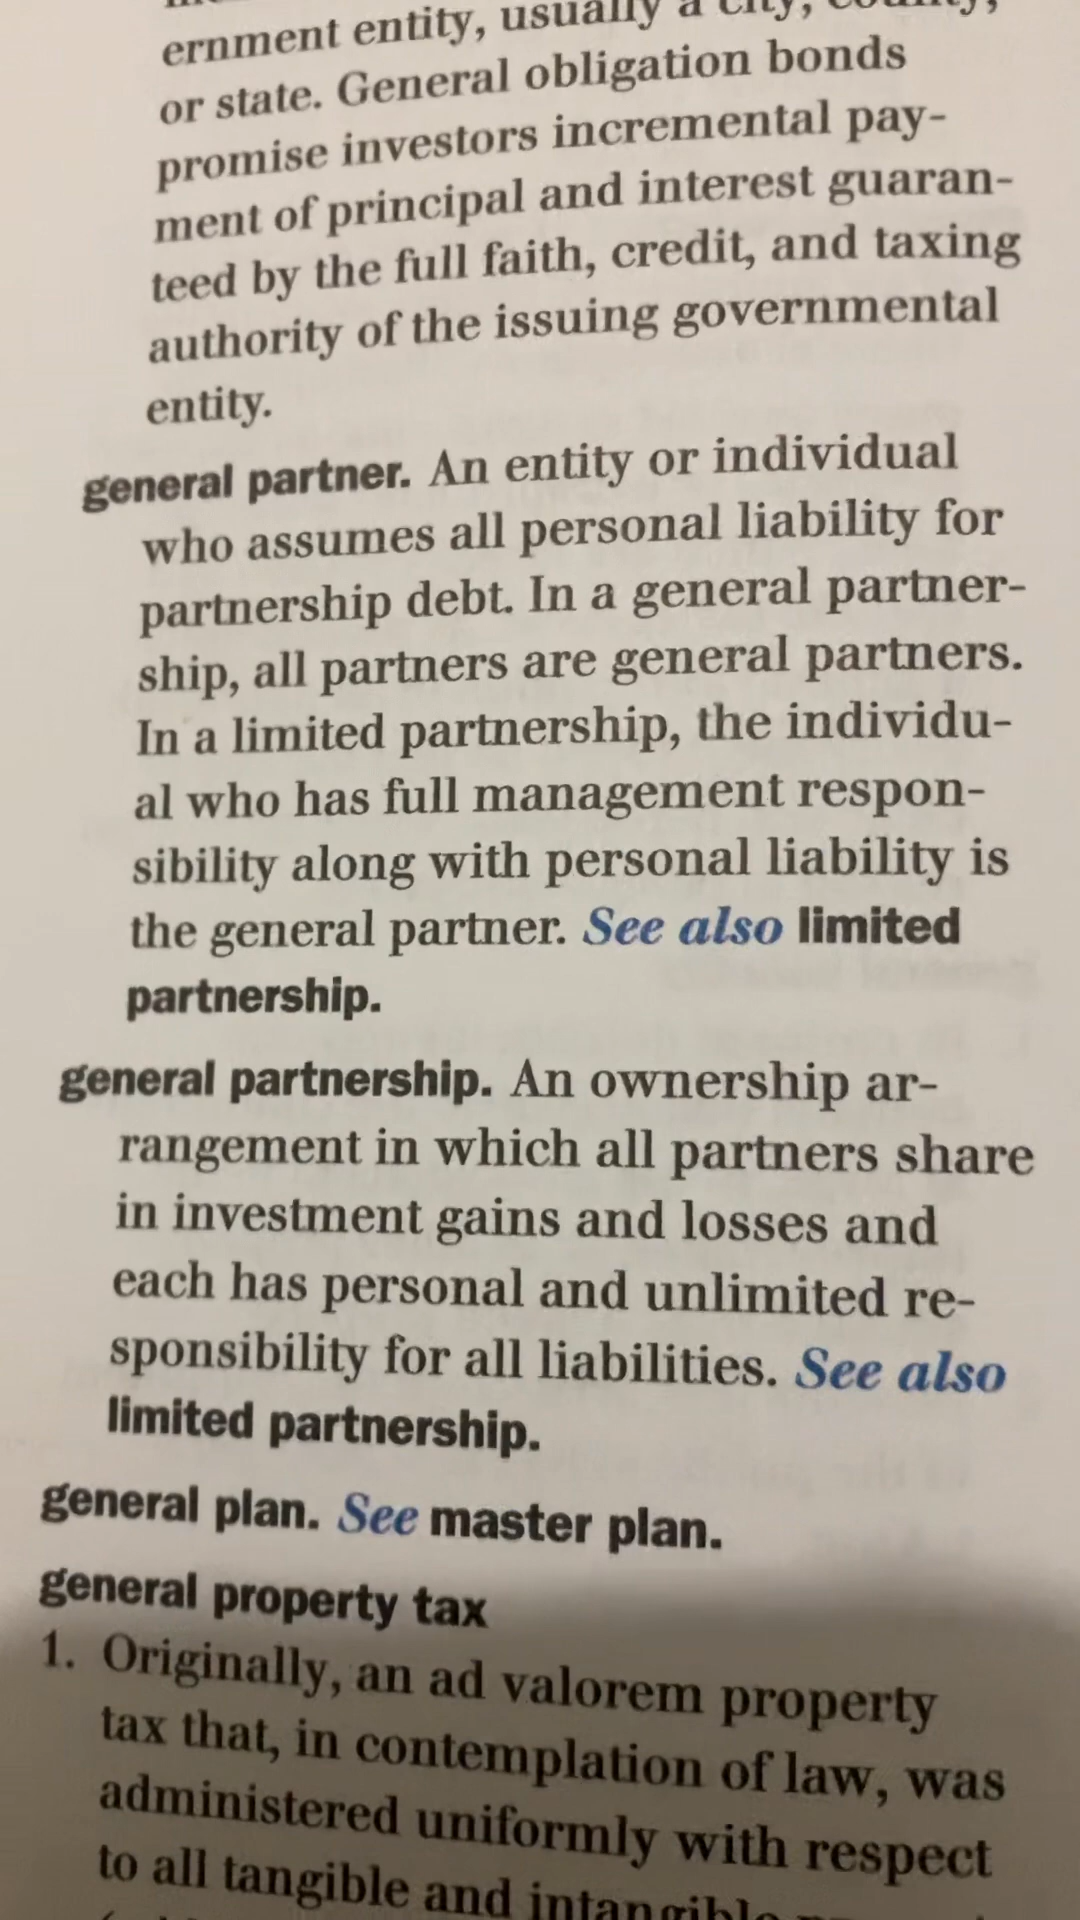 ernment entity, usually a city, county,
or state. General obligation bonds
promise investors incremental pay-
ment of principal and interest guaran-
teed by the full faith, credit, and taxing
authority of the issuing governmental
entity.
general partner. An entity or individual
who assumes all personal liability for
partnership debt. In a general partner-
ship, all partners are general partners.
In a limited partnership, the individu-
al who has full management respon-
sibility along with personal liability is
the general partner. See also limited
partnership.
general partnership. An ownership ar-
rangement in which all partners share
in investment gains and losses and
each has personal and unlimited re-
sponsibility for all liabilities. See also
limited partnership.
general plan. See master plan.
general property tax
1. Originally, an ad valorem property
tax that, in contemplation of law, was
administered uniformly with respect
to all tangible and intangible